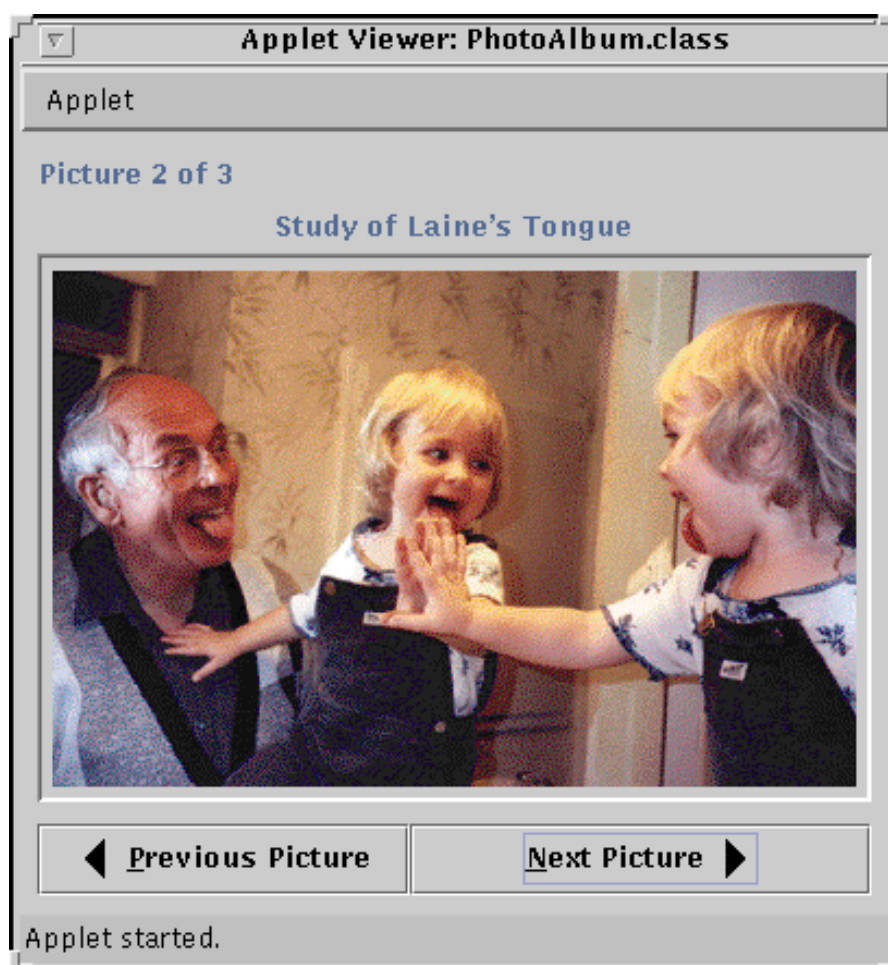 Applet Viewer: PhotoAlbum.class
Applet
Picture 2 of 3
Study of Laine's Tongue
Previous Picture
Next Picture
Applet started.